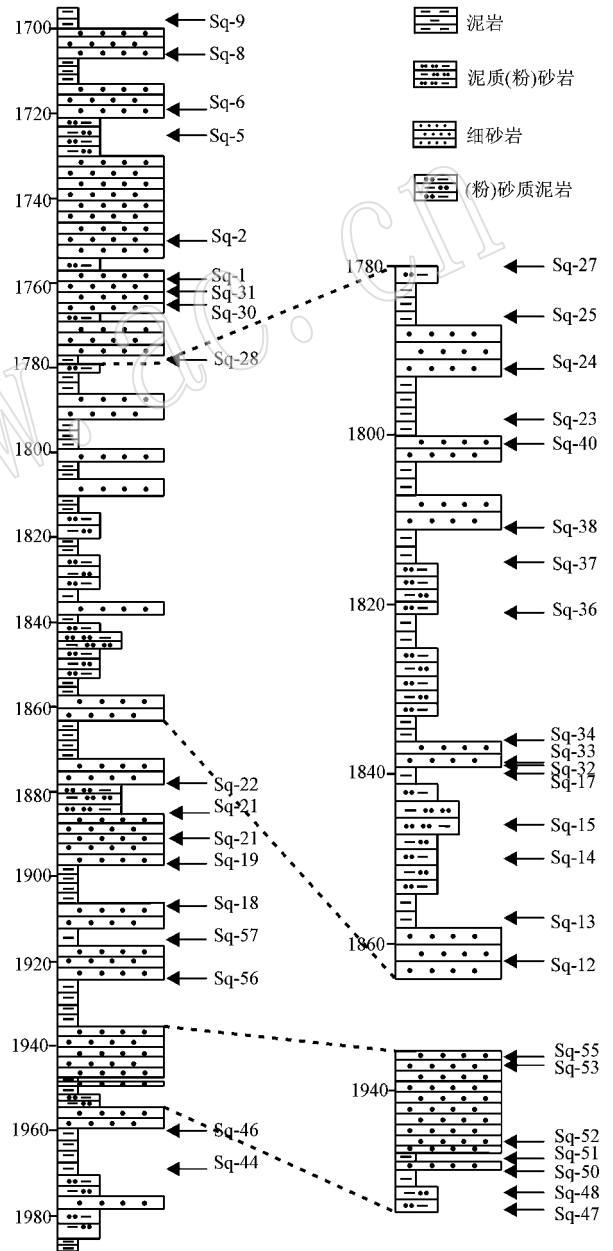 泥岩
泥质(粉)砂岩
细砂岩
(粉)砂质泥岩
1700
1720
1740
1760
1780
1800
1820
1840
1860
1880
1900
1920
1940
1960
1980
Sq-9
Sq-8
Sq-6
Sq-5
Sq-2
Sq-1
Sq-31
Sq-30
Sq-28
Sq-22
Sq-21
Sq-21
Sq-19
Sq-18
Sq-57
Sq-56
Sq-46
Sq-44
1780
1800
1820
1840
1860
Sq-27
Sq-25
Sq-24
Sq-23
Sq-40
Sq-38
Sq-37
Sq-36
Sq-34
Sq-33
Sq-32
Sq-17
Sq-15
Sq-14
Sq-13
Sq-12
1940
Sq-55
Sq-53
Sq-52
Sq-51
Sq-50
Sq-48
Sq-47
w.ac.cn